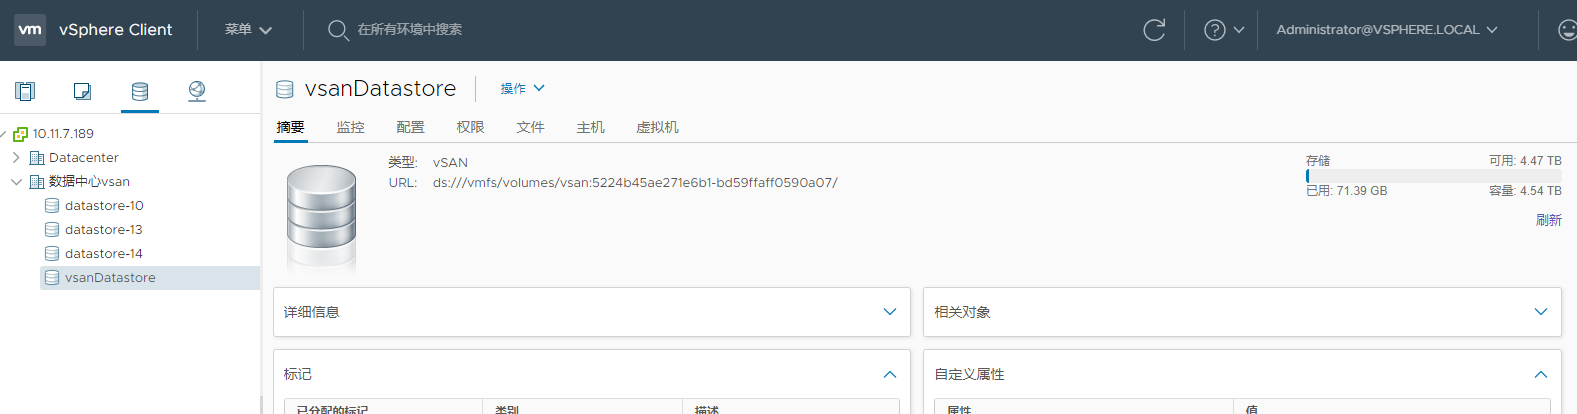 vm vSphere Client 菜单 在所有环境中搜索 Administrator@VSPHERE.LOCAL
vsanDatastore 操作
摘要 监控 配置 权限 文件 主机 虚拟机
10.11.7.189
Datacenter
数据中心vsan
datastore-10
datastore-13
datastore-14
vsanDatastore
类型: vSAN
URL: ds:///vmfs/volumes/vsan:5224b45ae271e6b1-bd59ffaff0590a07/
存储 可用: 4.47 TB
已用: 71.39 GB 容量: 4.54 TB
刷新
详细信息
相关对象
标记
已分配的标记 类别 描述
自定义属性
属性 值